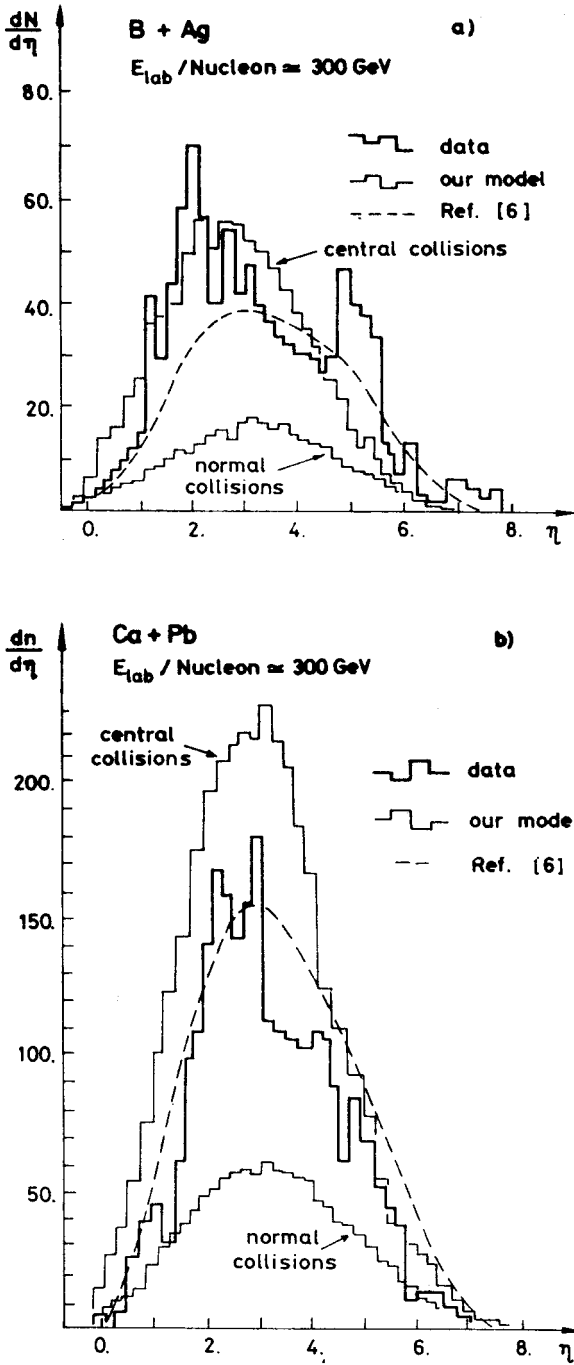 dN
dη
B + Ag
a)
E_lab / Nucleon ≃ 300 GeV
80.
data
our model
60.
Ref. [6]
central collisions
40.
20.
normal
collisions
0. 2. 4. 6. 8. η
dn
dη
Ca + Pb
b)
E_lab / Nucleon ≃ 300 GeV
central
collisions
200.
data
our mode
Ref. [6]
150.
100.
50.
normal
collisions
0. 2. 4. 6. 8. η